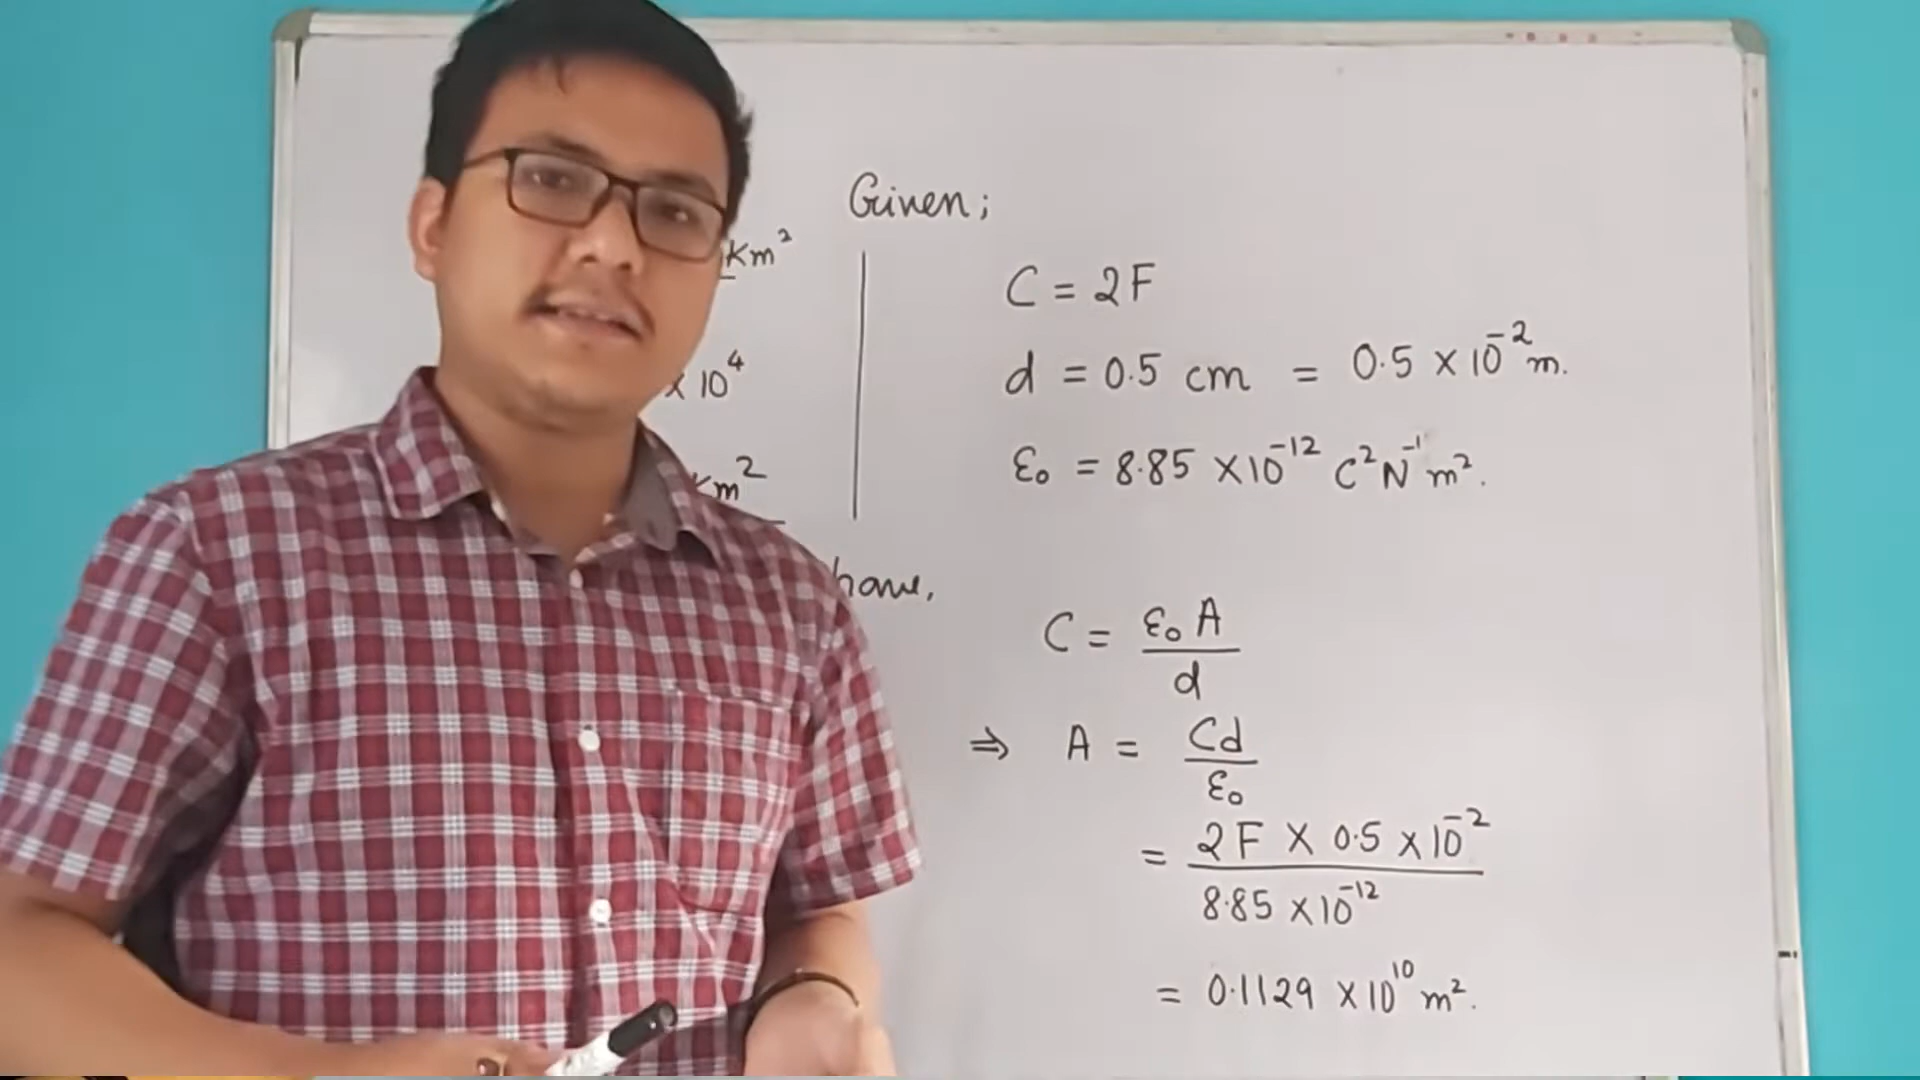 Given;
km²
C = 2F
× 10⁴
d = 0.5 cm = 0.5 × 10⁻² m.
km²
ε₀ = 8.85 × 10⁻¹² C² N⁻¹ m².
have,
C = ε₀ A / d
⇒ A = Cd / ε₀
= 2F × 0.5 × 10⁻² / 8.85 × 10⁻¹²
= 0.1129 × 10¹⁰ m².